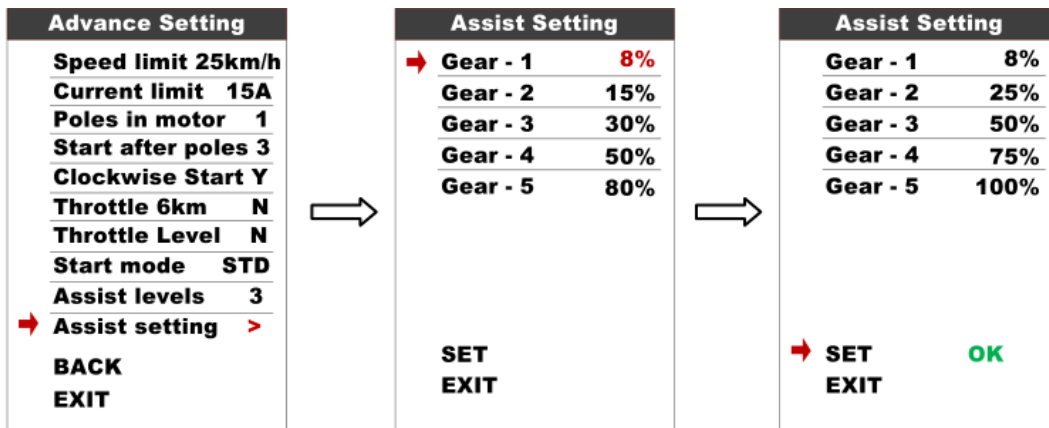 Advance Setting
Speed limit 25km/h
Current limit 15A
Poles in motor 1
Start after poles 3
Clockwise Start Y
Throttle 6km N
Throttle Level N
Start mode STD
Assist levels 3
Assist setting >
BACK
EXIT
Assist Setting
Gear - 1 8%
Gear - 2 15%
Gear - 3 30%
Gear - 4 50%
Gear - 5 80%
SET
EXIT
Assist Setting
Gear - 1 8%
Gear - 2 25%
Gear - 3 50%
Gear - 4 75%
Gear - 5 100%
SET OK
EXIT